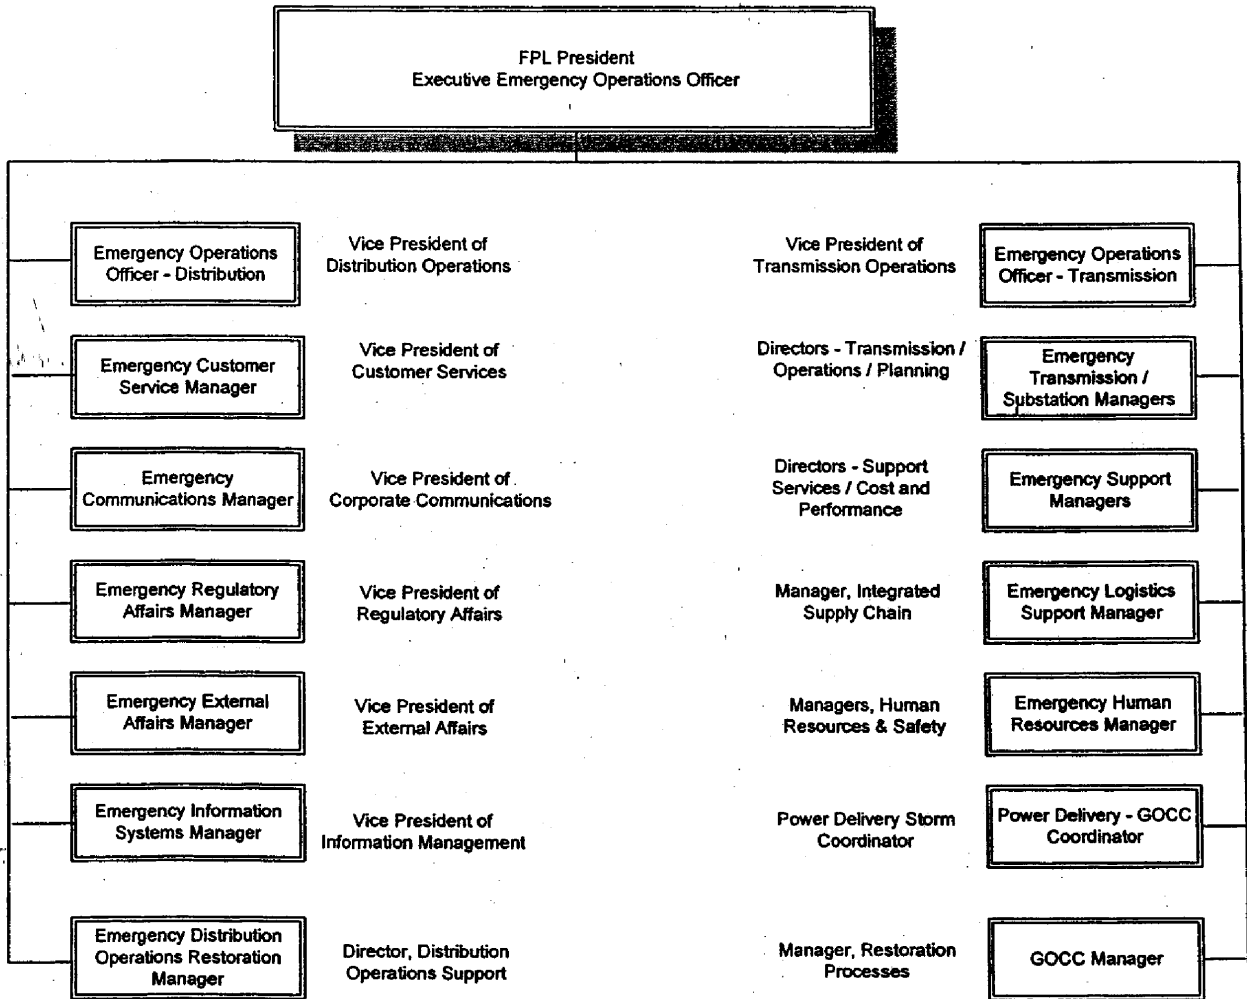 FPL President
Executive Emergency Operations Officer
Emergency Operations
Officer - Distribution
Vice President of
Distribution Operations
Vice President of
Transmission Operations
Emergency Operations
Officer - Transmission
Emergency Customer
Service Manager
Vice President of
Customer Services
Directors - Transmission /
Operations / Planning
Emergency
Transmission /
Substation Managers
Emergency
Communications Manager
Vice President of
Corporate Communications
Directors - Support
Services / Cost and
Performance
Emergency Support
Managers
Emergency Regulatory
Affairs Manager
Vice President of
Regulatory Affairs
Manager, Integrated
Supply Chain
Emergency Logistics
Support Manager
Emergency External
Affairs Manager
Vice President of
External Affairs
Managers, Human
Resources & Safety
Emergency Human
Resources Manager
Emergency Information
Systems Manager
Vice President of
Information Management
Power Delivery Storm
Coordinator
Power Delivery - GOCC
Coordinator
Emergency Distribution
Operations Restoration
Manager
Director, Distribution
Operations Support
Manager, Restoration
Processes
GOCC Manager